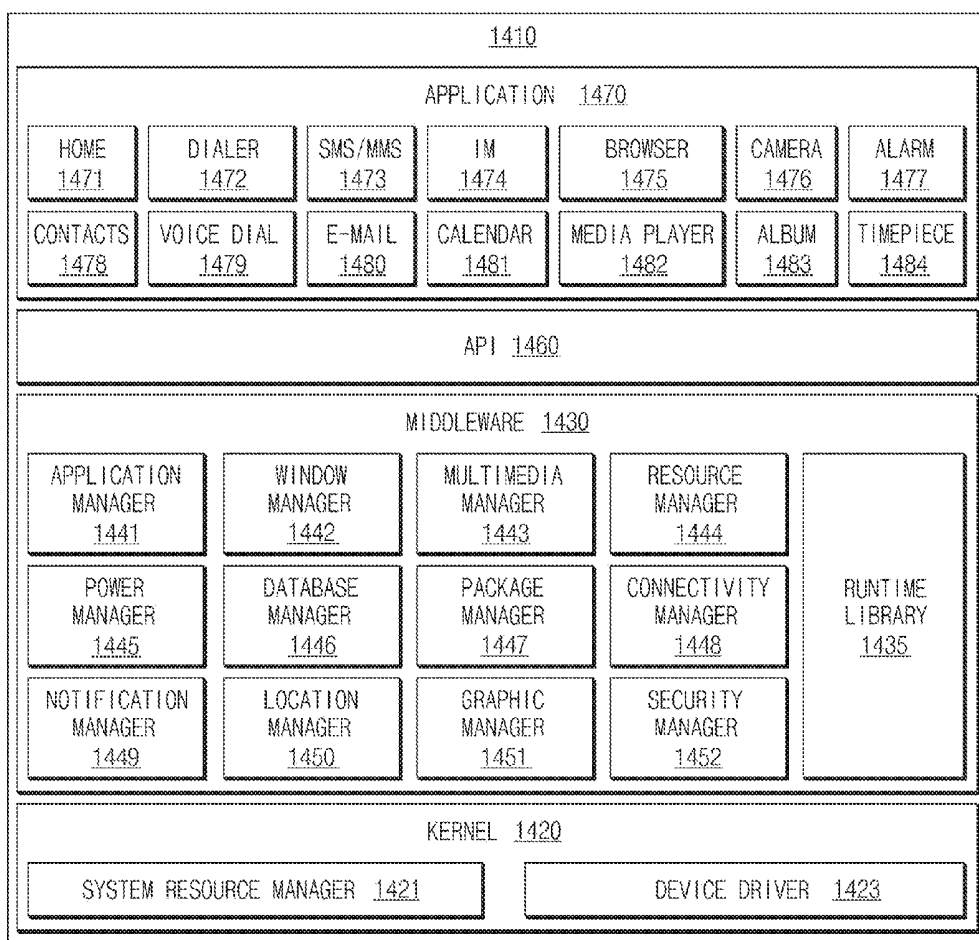 1410
APPLICATION 1470
HOME
1471
DIALER
1472
SMS/MMS
1473
IM
1474
BROWSER
1475
CAMERA
1476
ALARM
1477
CONTACTS
1478
VOICE DIAL
1479
E-MAIL
1480
CALENDAR
1481
MEDIA PLAYER
1482
ALBUM
1483
TIMEPIECE
1484
API 1460
MIDDLEWARE 1430
APPLICATION
MANAGER
1441
WINDOW
MANAGER
1442
MULTIMEDIA
MANAGER
1443
RESOURCE
MANAGER
1444
POWER
MANAGER
1445
DATABASE
MANAGER
1446
PACKAGE
MANAGER
1447
CONNECTIVITY
MANAGER
1448
NOTIFICATION
MANAGER
1449
LOCATION
MANAGER
1450
GRAPHIC
MANAGER
1451
SECURITY
MANAGER
1452
RUNTIME
LIBRARY
1435
KERNEL 1420
SYSTEM RESOURCE MANAGER 1421
DEVICE DRIVER 1423